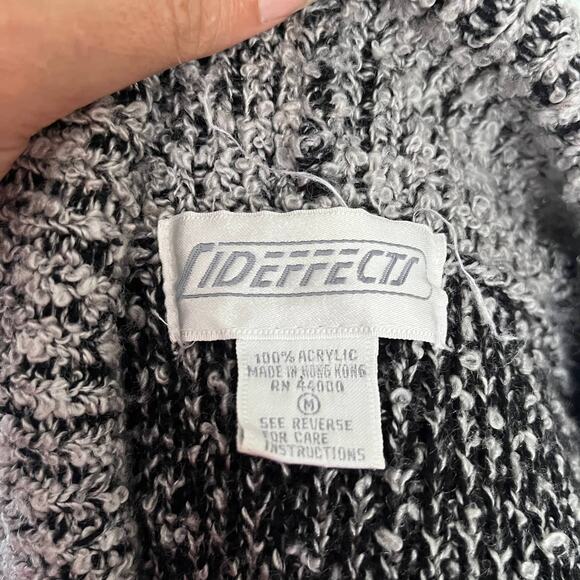 SIDEFFECTS
100% ACRYLIC
MADE IN HONG KONG
RN 44000
M
SEE REVERSE
FOR CARE
INSTRUCTIONS